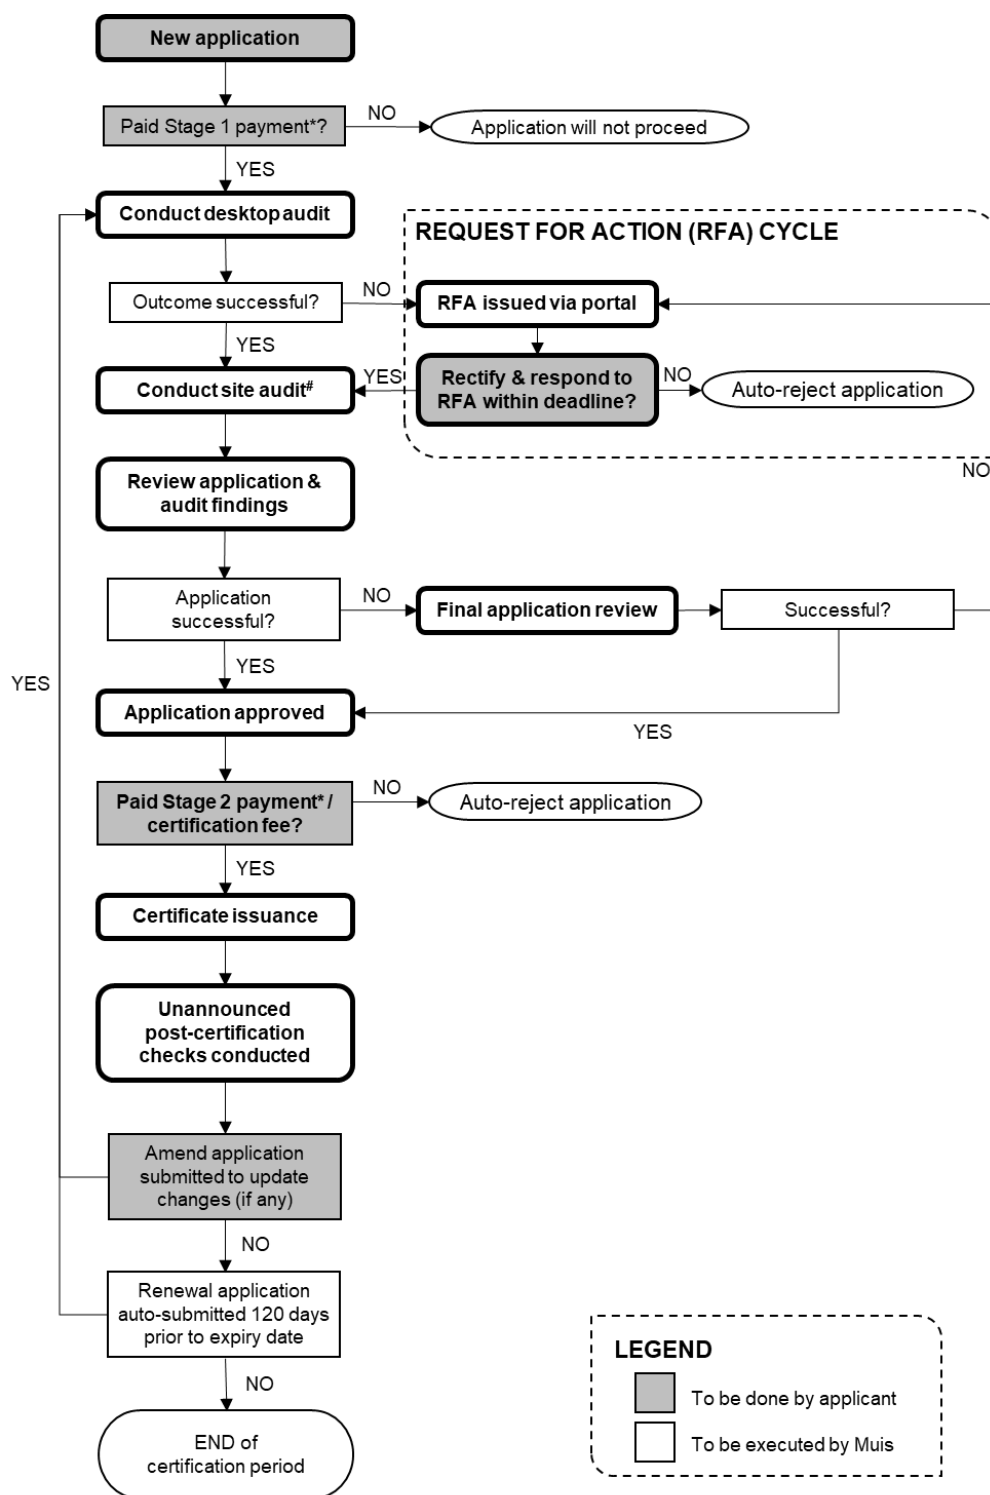 New application
Paid Stage 1 payment*?
NO
Application will not proceed
YES
Conduct desktop audit
REQUEST FOR ACTION (RFA) CYCLE
Outcome successful?
NO
RFA issued via portal
YES
Conduct site audit#
YES
Rectify & respond to
RFA within deadline?
NO
Auto-reject application
NO
Review application &
audit findings
Application
successful?
NO
Final application review
Successful?
YES
YES
Application approved
YES
Paid Stage 2 payment* /
certification fee?
NO
Auto-reject application
YES
Certificate issuance
Unannounced
post-certification
checks conducted
Amend application
submitted to update
changes (if any)
NO
Renewal application
auto-submitted 120 days
prior to expiry date
NO
END of
certification period
LEGEND
To be done by applicant
To be executed by Muis